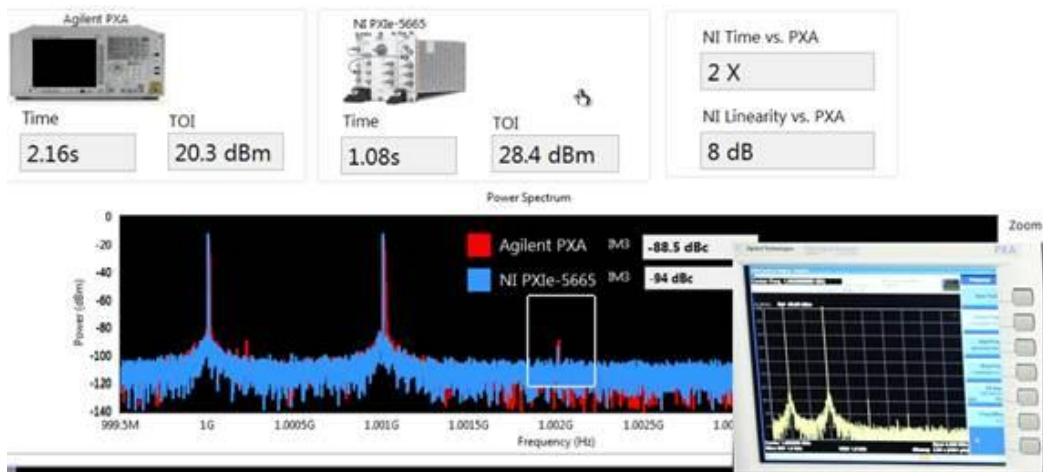 Agilent PXA
Time
TOI
2.16s
20.3 dBm
NI PXIe-5665
Time
TOI
1.08s
28.4 dBm
NI Time vs. PXA
2 X
NI Linearity vs. PXA
8 dB
Power Spectrum
Zoom
Power (dBm)
0
-20
-40
-60
-80
-100
-120
-140
Agilent PXA IM3 -88.5 dBc
NI PXIe-5665 IM3 -94 dBc
PXA
999.5M 1G 1.0005G 1.001G 1.0015G 1.002G 1.0025G 1.00
Frequency (Hz)